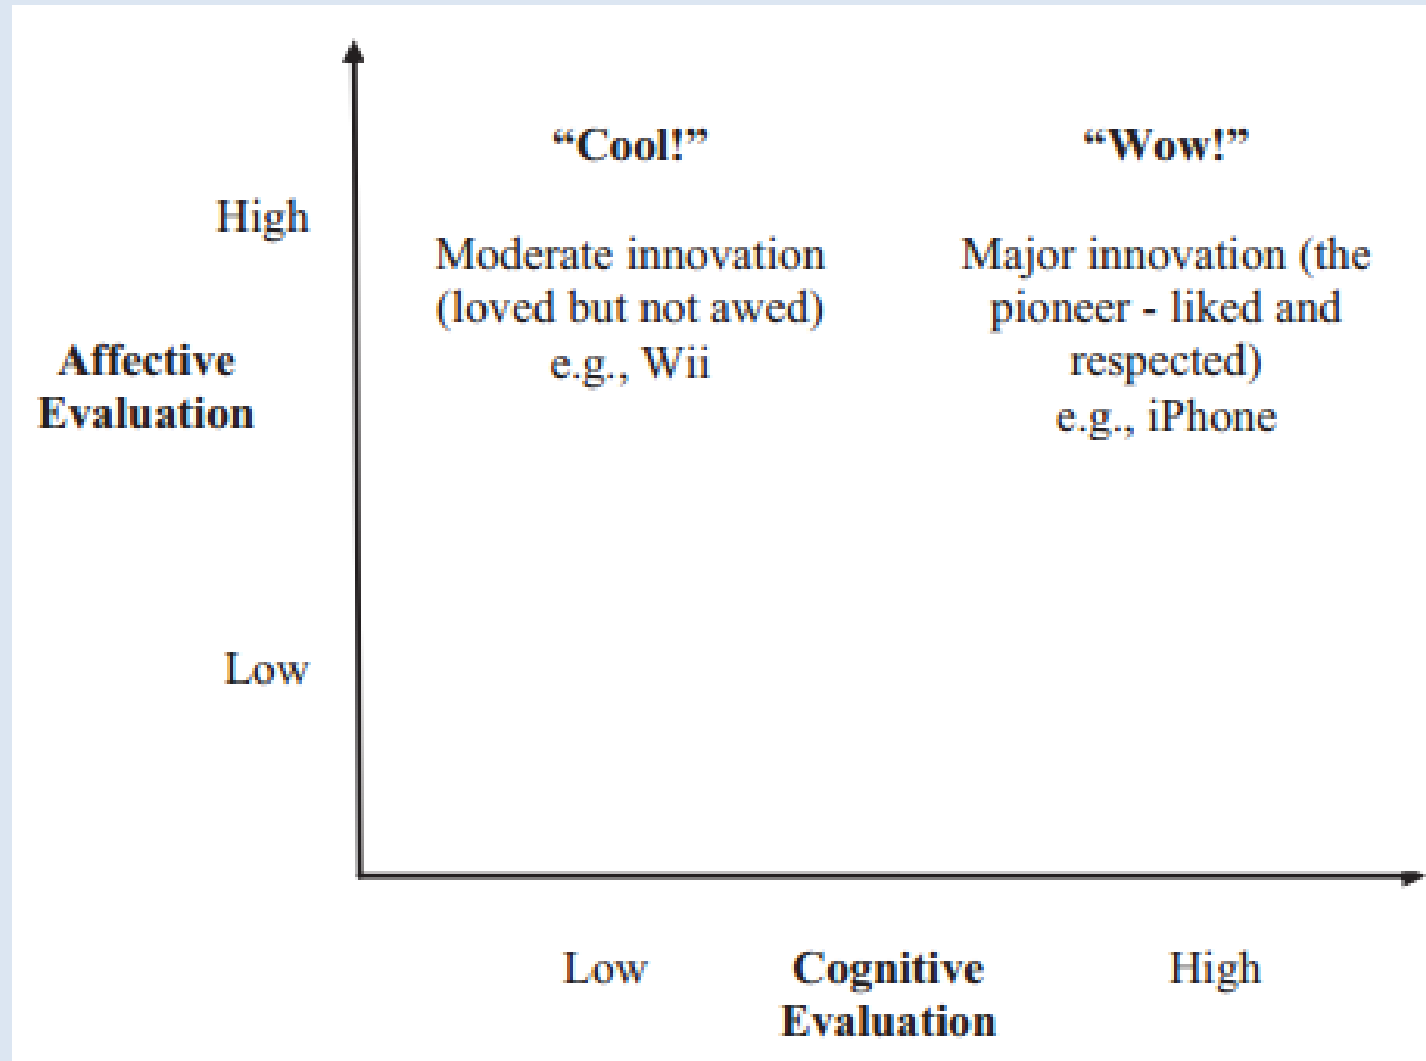 “Cool!”
“Wow!”
High
Moderate innovation
(loved but not awed)
e.g., Wii
Major innovation (the
pioneer - liked and
respected)
e.g., iPhone
Affective
Evaluation
Low
Low
Cognitive
Evaluation
High